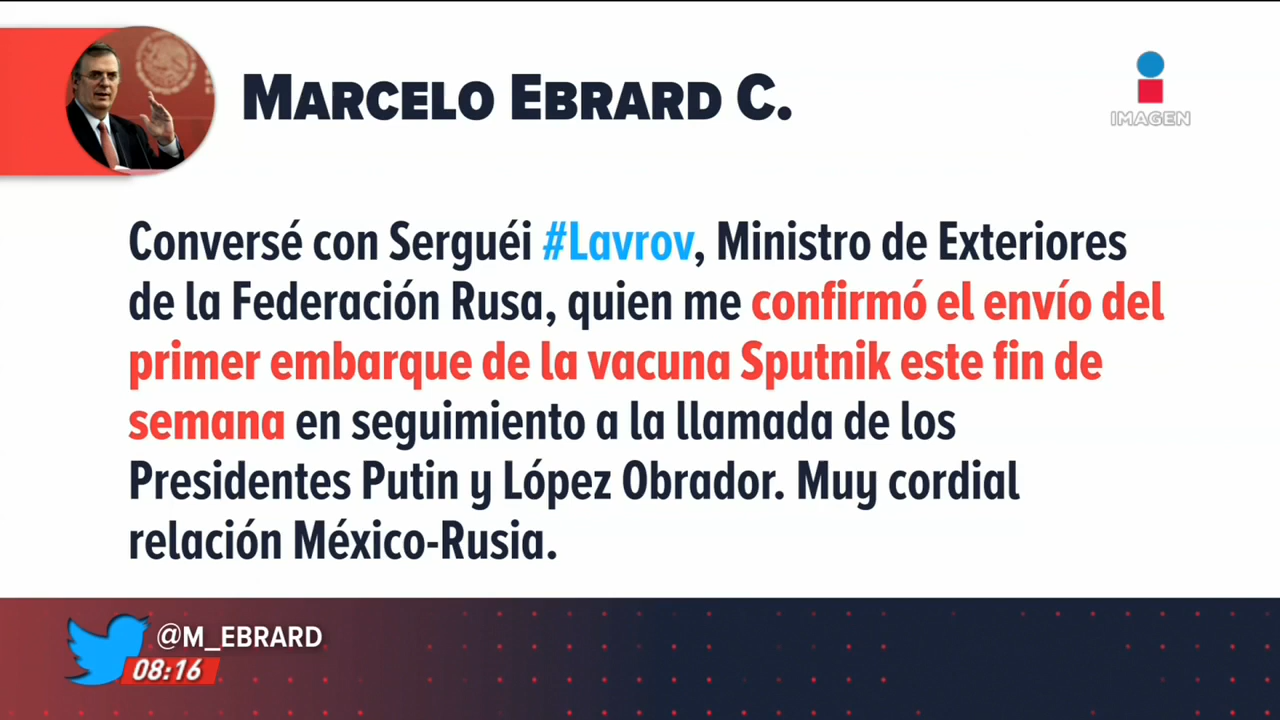 MARCELO EBRARD C.
IMAGEN
Conversé con Serguéi #Lavrov, Ministro de Exteriores
de la Federación Rusa, quien me confirmó el envío del
primer embarque de la vacuna Sputnik este fin de
semana en seguimiento a la llamada de los
Presidentes Putin y López Obrador. Muy cordial
relación México-Rusia.
@M_EBRARD
08:16